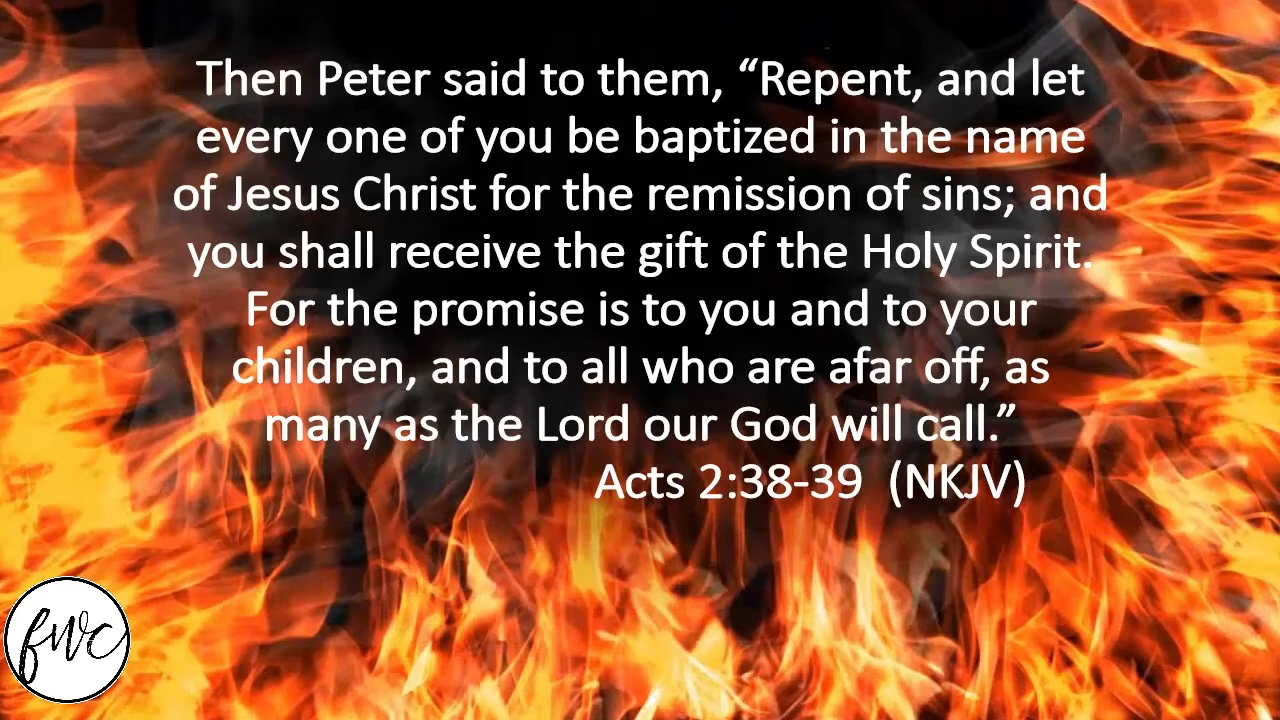 Then Peter said to them, “Repent, and let
every one of you be baptized in the name
of Jesus Christ for the remission of sins; and
you shall receive the gift of the Holy Spirit.
For the promise is to you and to your
children, and to all who are afar off, as
many as the Lord our God will call.”
Acts 2:38-39  (NKJV)
fwc